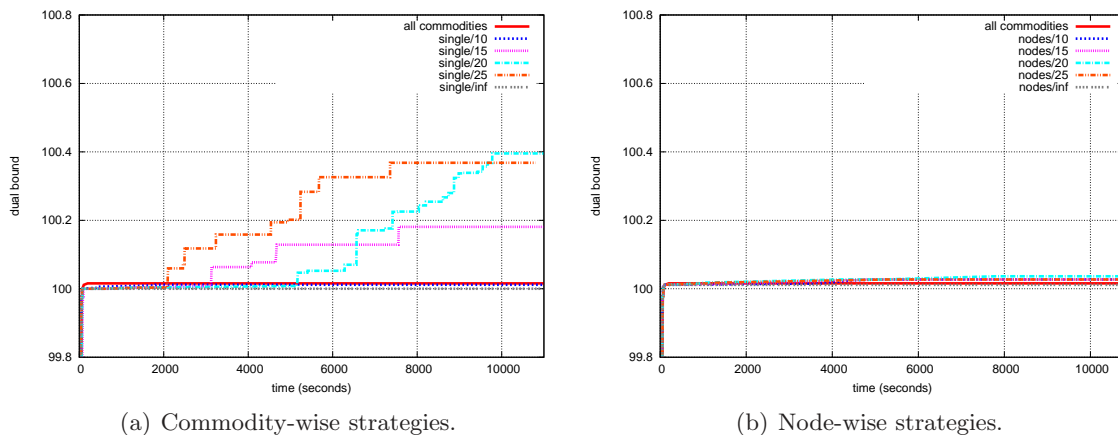 100.8
100.6
100.4
100.2
100
99.8
dual bound
all commodities
single/10
single/15
single/20
single/25
single/inf
0 2000 4000 6000 8000 10000
time (seconds)
(a) Commodity-wise strategies.
100.8
100.6
100.4
100.2
100
99.8
dual bound
all commodities
nodes/10
nodes/15
nodes/20
nodes/25
nodes/inf
0 2000 4000 6000 8000 10000
time (seconds)
(b) Node-wise strategies.